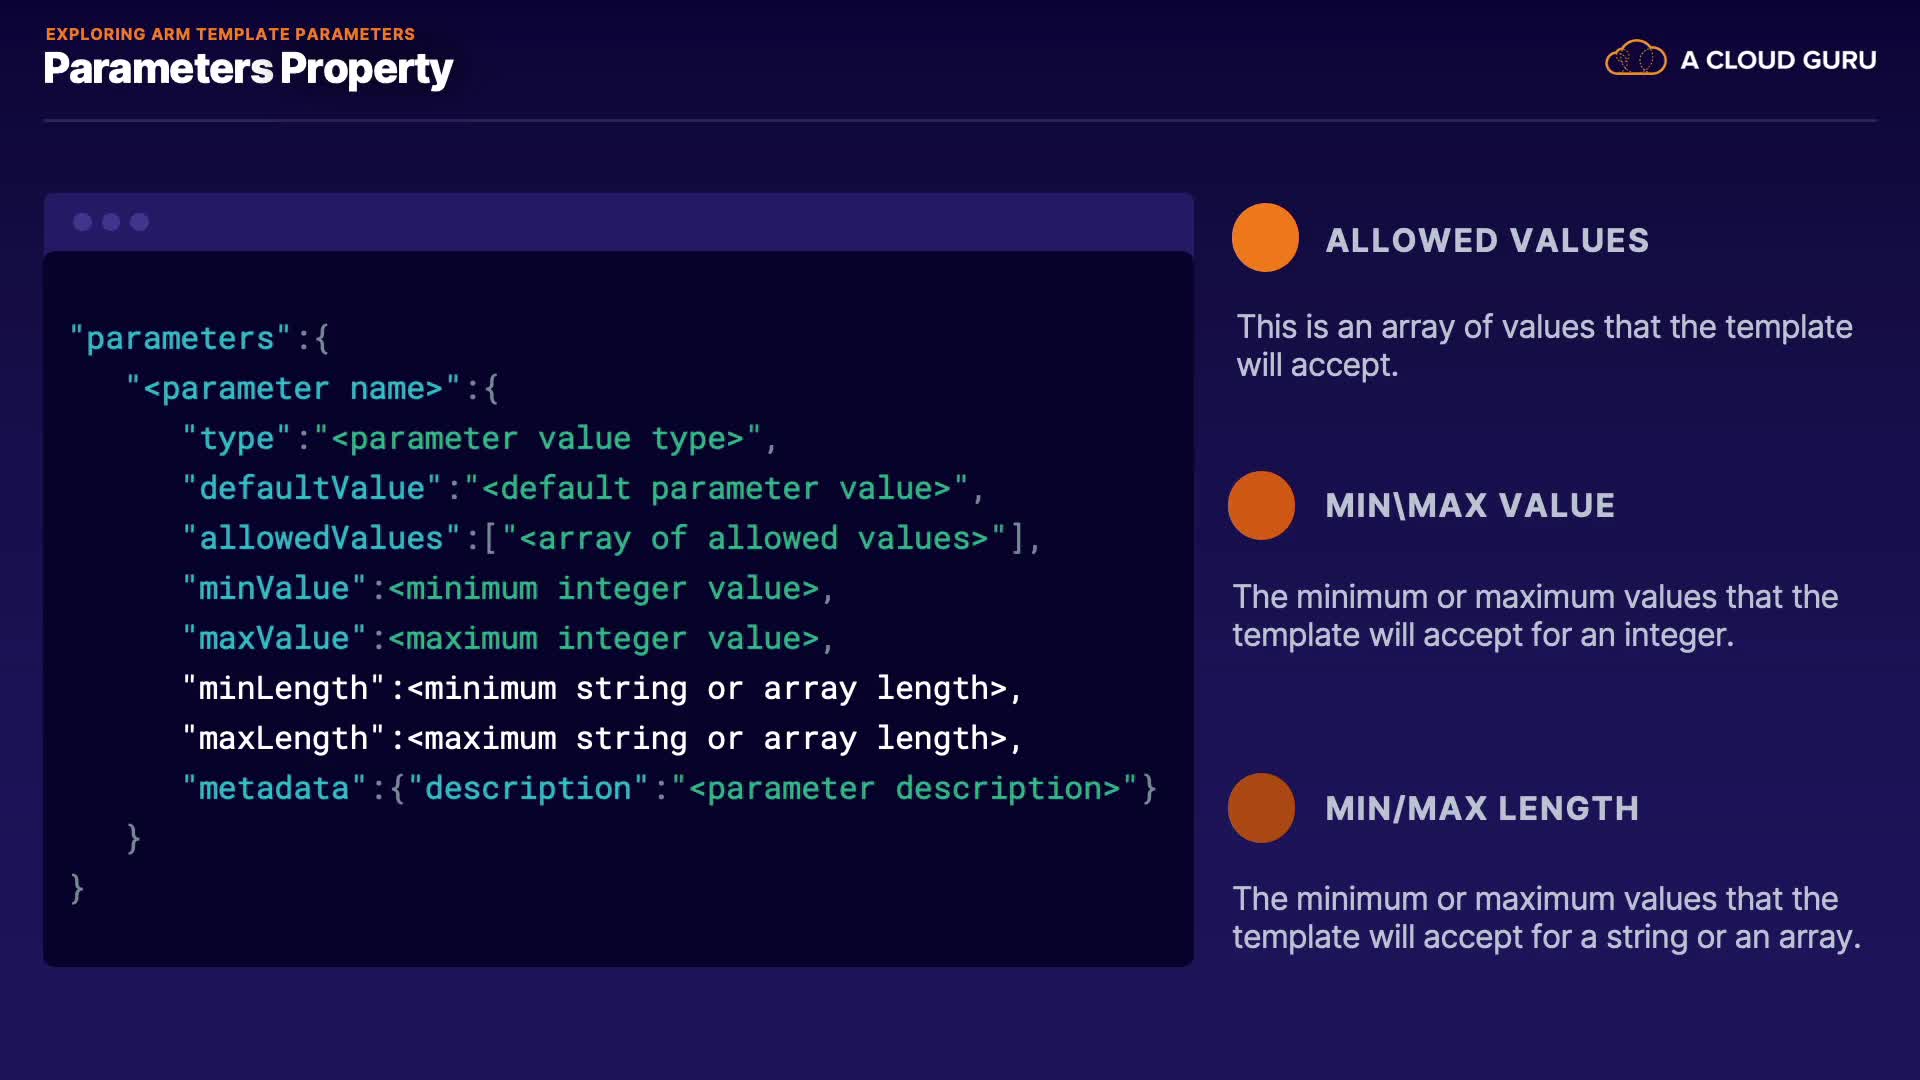 EXPLORING ARM TEMPLATE PARAMETERS
Parameters Property
A CLOUD GURU
"parameters":{
"<parameter name>":{
"type":"<parameter value type>",
"defaultValue":"<default parameter value>",
"allowedValues":["<array of allowed values>"],
"minValue":<minimum integer value>,
"maxValue":<maximum integer value>,
"minLength":<minimum string or array length>,
"maxLength":<maximum string or array length>,
"metadata":{"description":"<parameter description>"}
}
}
ALLOWED VALUES
This is an array of values that the template
will accept.
MIN\MAX VALUE
The minimum or maximum values that the
template will accept for an integer.
MIN/MAX LENGTH
The minimum or maximum values that the
template will accept for a string or an array.